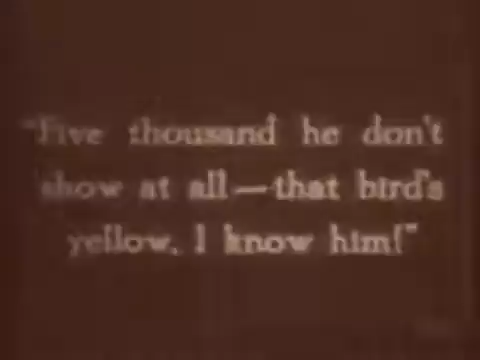 "Five thousand he don't
show at all—that bird's
yellow, I know him!"